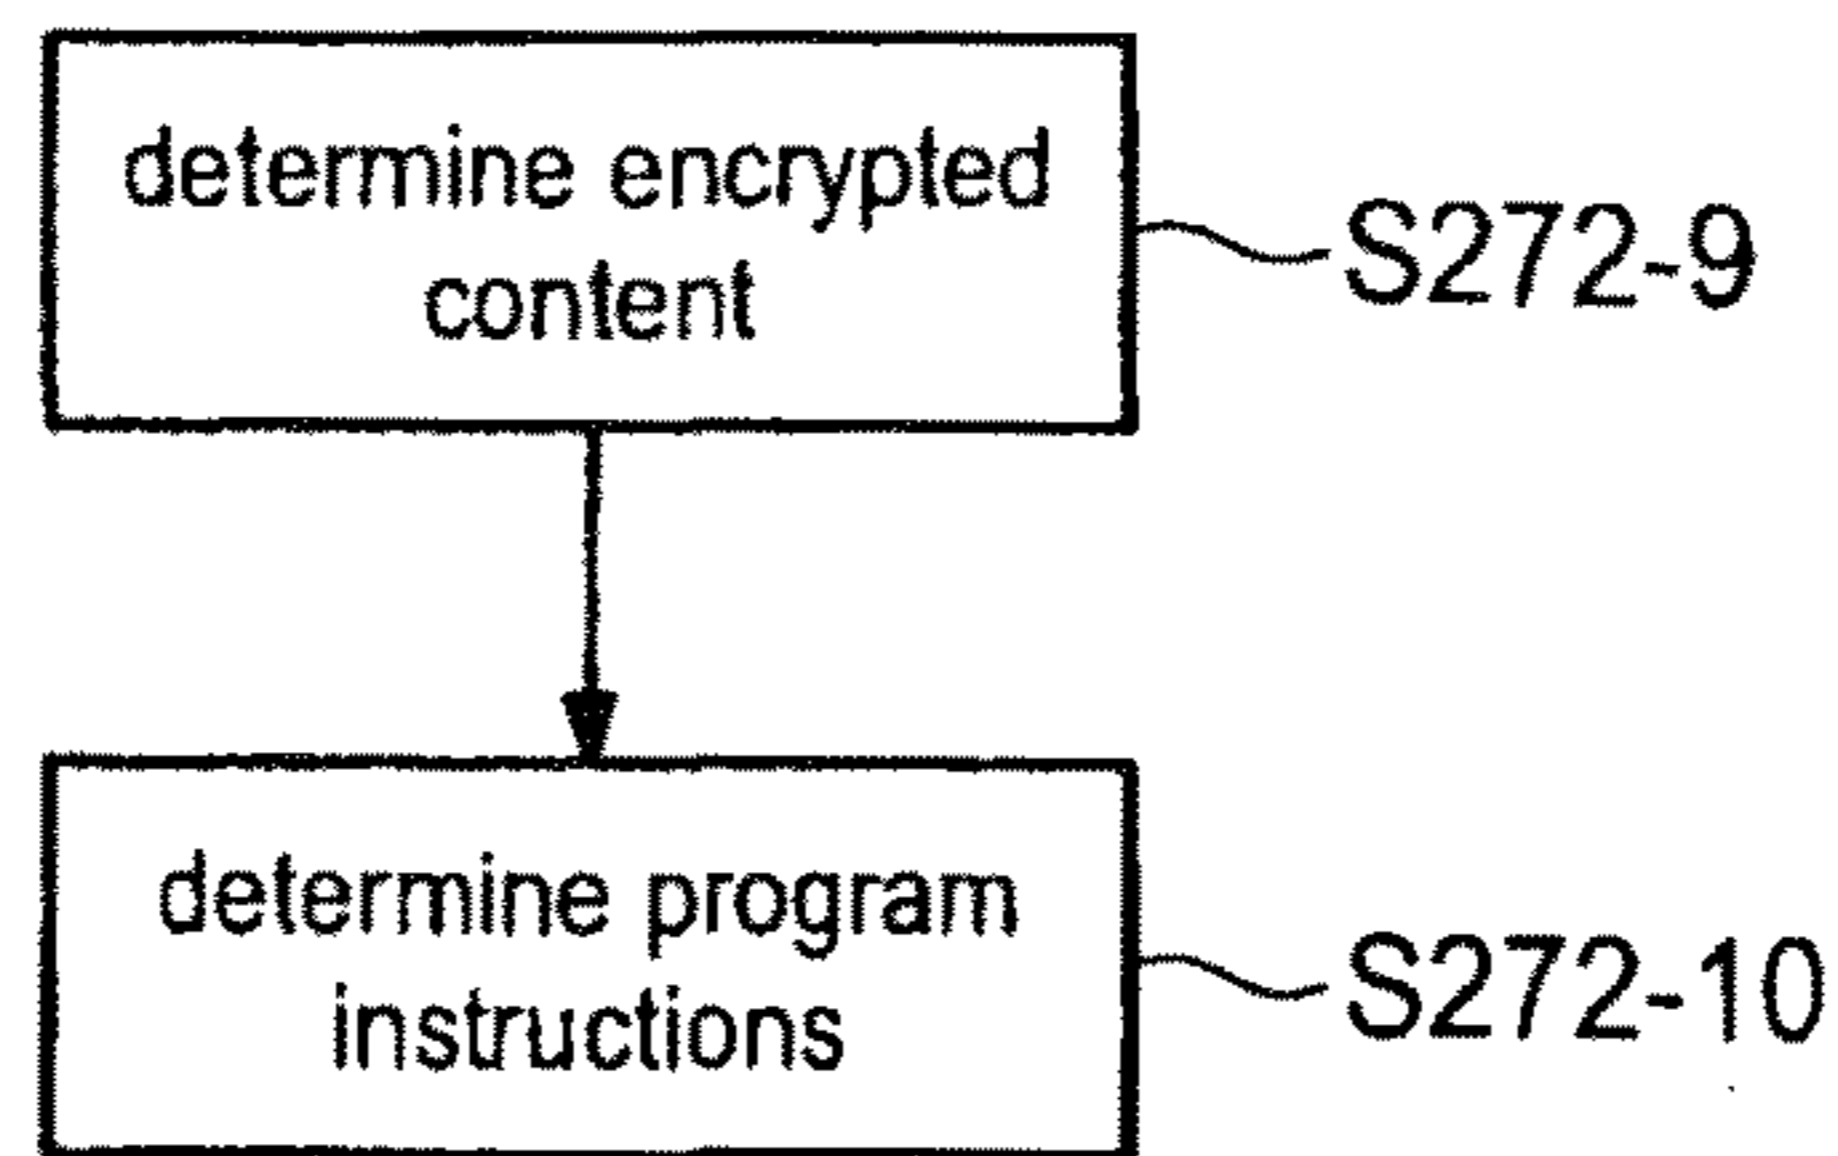 determine encrypted
content
S272-9
determine program
instructions
S272-10